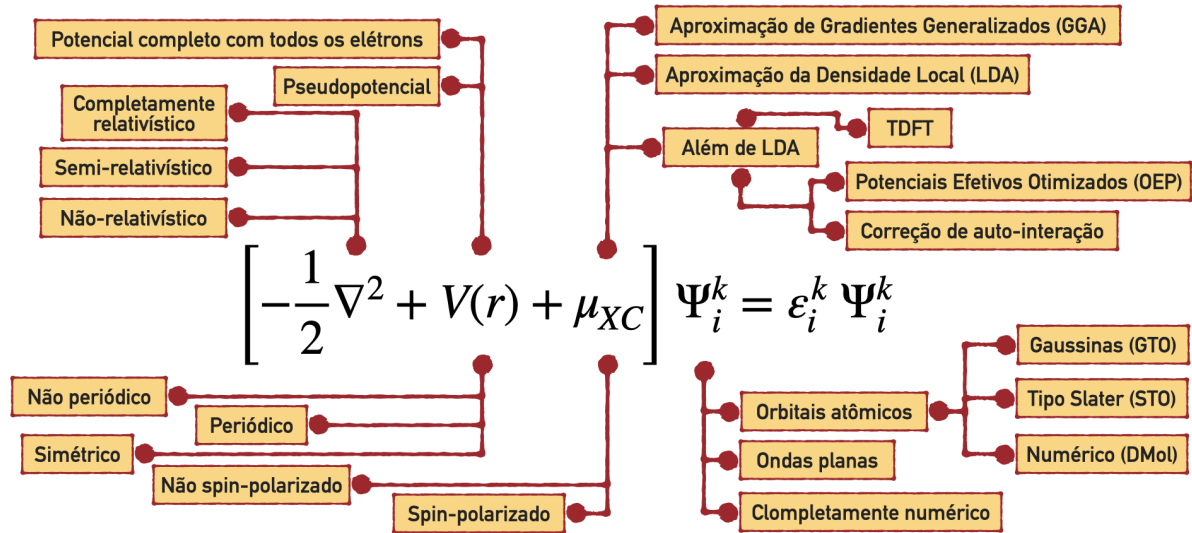 Potencial completo com todos os elétrons
Pseudopotencial
Completamente
relativístico
Semi-relativístico
Não-relativístico
Aproximação de Gradientes Generalizados (GGA)
Aproximação da Densidade Local (LDA)
Além de LDA
TDFT
Potenciais Efetivos Otimizados (OEP)
Correção de auto-interação
[-1/2 ∇² + V(r) + μ_XC] Ψ_i^k = ε_i^k Ψ_i^k
Não periódico
Periódico
Simétrico
Não spin-polarizado
Spin-polarizado
Orbitais atômicos
Ondas planas
Clompletamente numérico
Gaussinas (GTO)
Tipo Slater (STO)
Numérico (DMol)